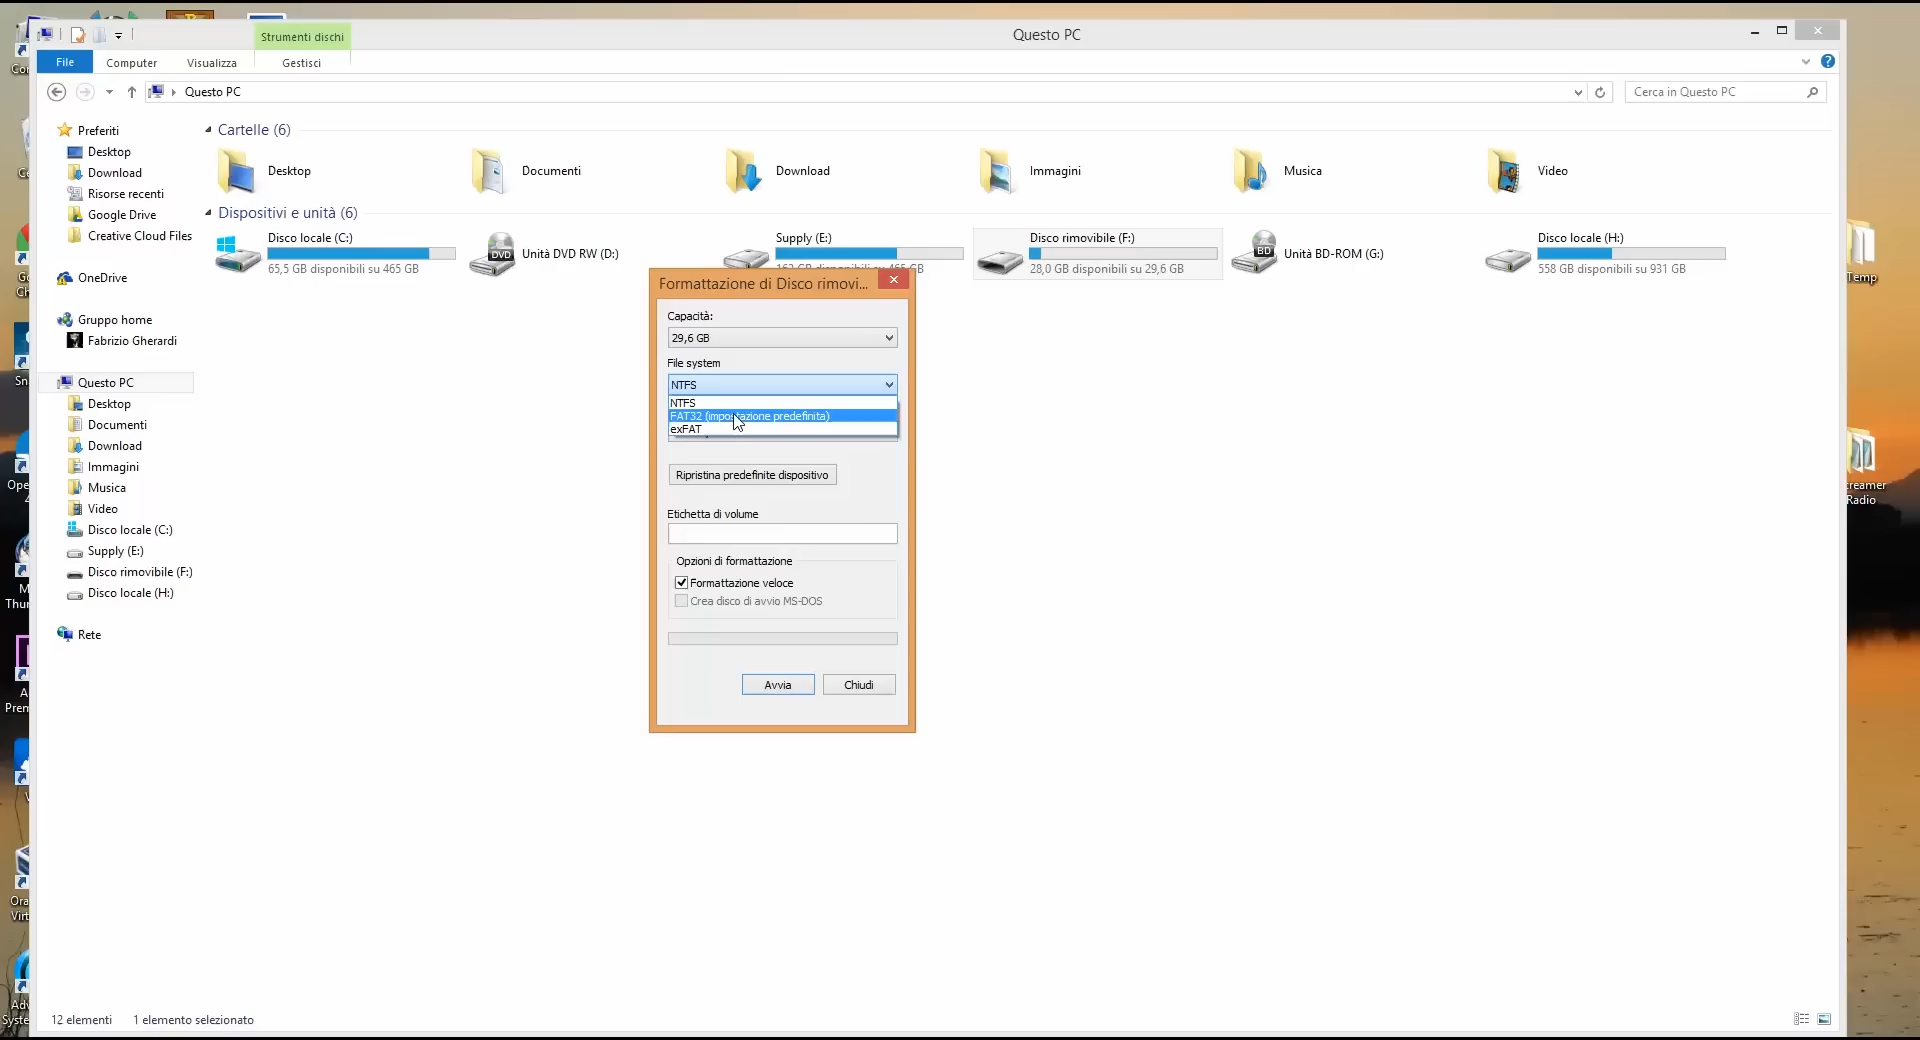 Strumenti dischi
Questo PC
File
Computer
Visualizza
Gestisci
Questo PC
Cerca in Questo PC
Preferiti
Desktop
Download
Risorse recenti
Google Drive
Creative Cloud Files
OneDrive
Gruppo home
Fabrizio Gherardi
Questo PC
Desktop
Documenti
Download
Immagini
Musica
Video
Disco locale (C:)
Supply (E:)
Disco rimovibile (F:)
Disco locale (H:)
Rete
Cartelle (6)
Desktop
Documenti
Download
Immagini
Musica
Video
Dispositivi e unità (6)
Disco locale (C:)
65,5 GB disponibili su 465 GB
Unità DVD RW (D:)
Supply (E:)
Disco rimovibile (F:)
28,0 GB disponibili su 29,6 GB
Unità BD-ROM (G:)
Disco locale (H:)
558 GB disponibili su 931 GB
Formattazione di Disco rimovi...
Capacità:
29,6 GB
File system
NTFS
NTFS
FAT32 (impostazione predefinita)
exFAT
Ripristina predefinite dispositivo
Etichetta di volume
Opzioni di formattazione
Formattazione veloce
Crea disco di avvio MS-DOS
Avvia
Chiudi
12 elementi
1 elemento selezionato
Temp
Radio